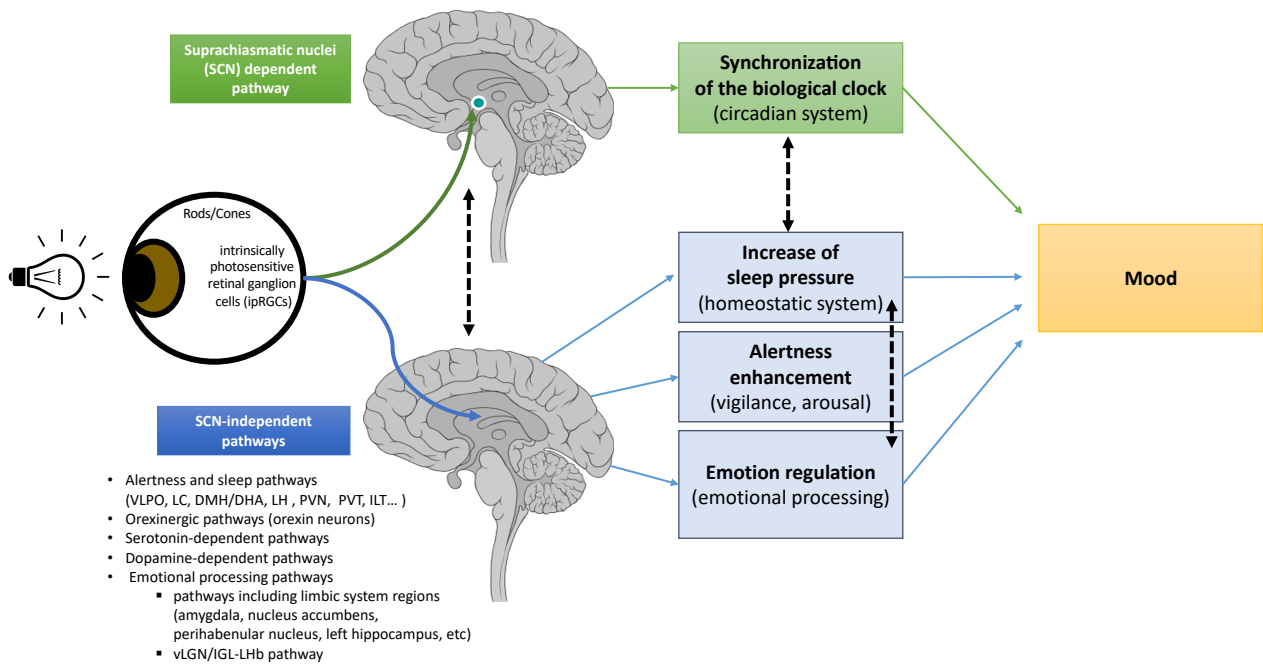 Suprachiasmatic nuclei
(SCN) dependent
pathway
Synchronization
of the biological clock
(circadian system)
Rods/Cones
intrinsically
photosensitive
retinal ganglion
cells (ipRGCs)
Increase of
sleep pressure
(homeostatic system)
Mood
Alertness
enhancement
(vigilance, arousal)
SCN-independent
pathways
Emotion regulation
(emotional processing)
• Alertness and sleep pathways
(VLPO, LC, DMH/DHA, LH , PVN, PVT, ILT... )
• Orexinergic pathways (orexin neurons)
• Serotonin-dependent pathways
• Dopamine-dependent pathways
• Emotional processing pathways
▪ pathways including limbic system regions
(amygdala, nucleus accumbens,
perihabenular nucleus, left hippocampus, etc)
▪ vLGN/IGL-LHb pathway